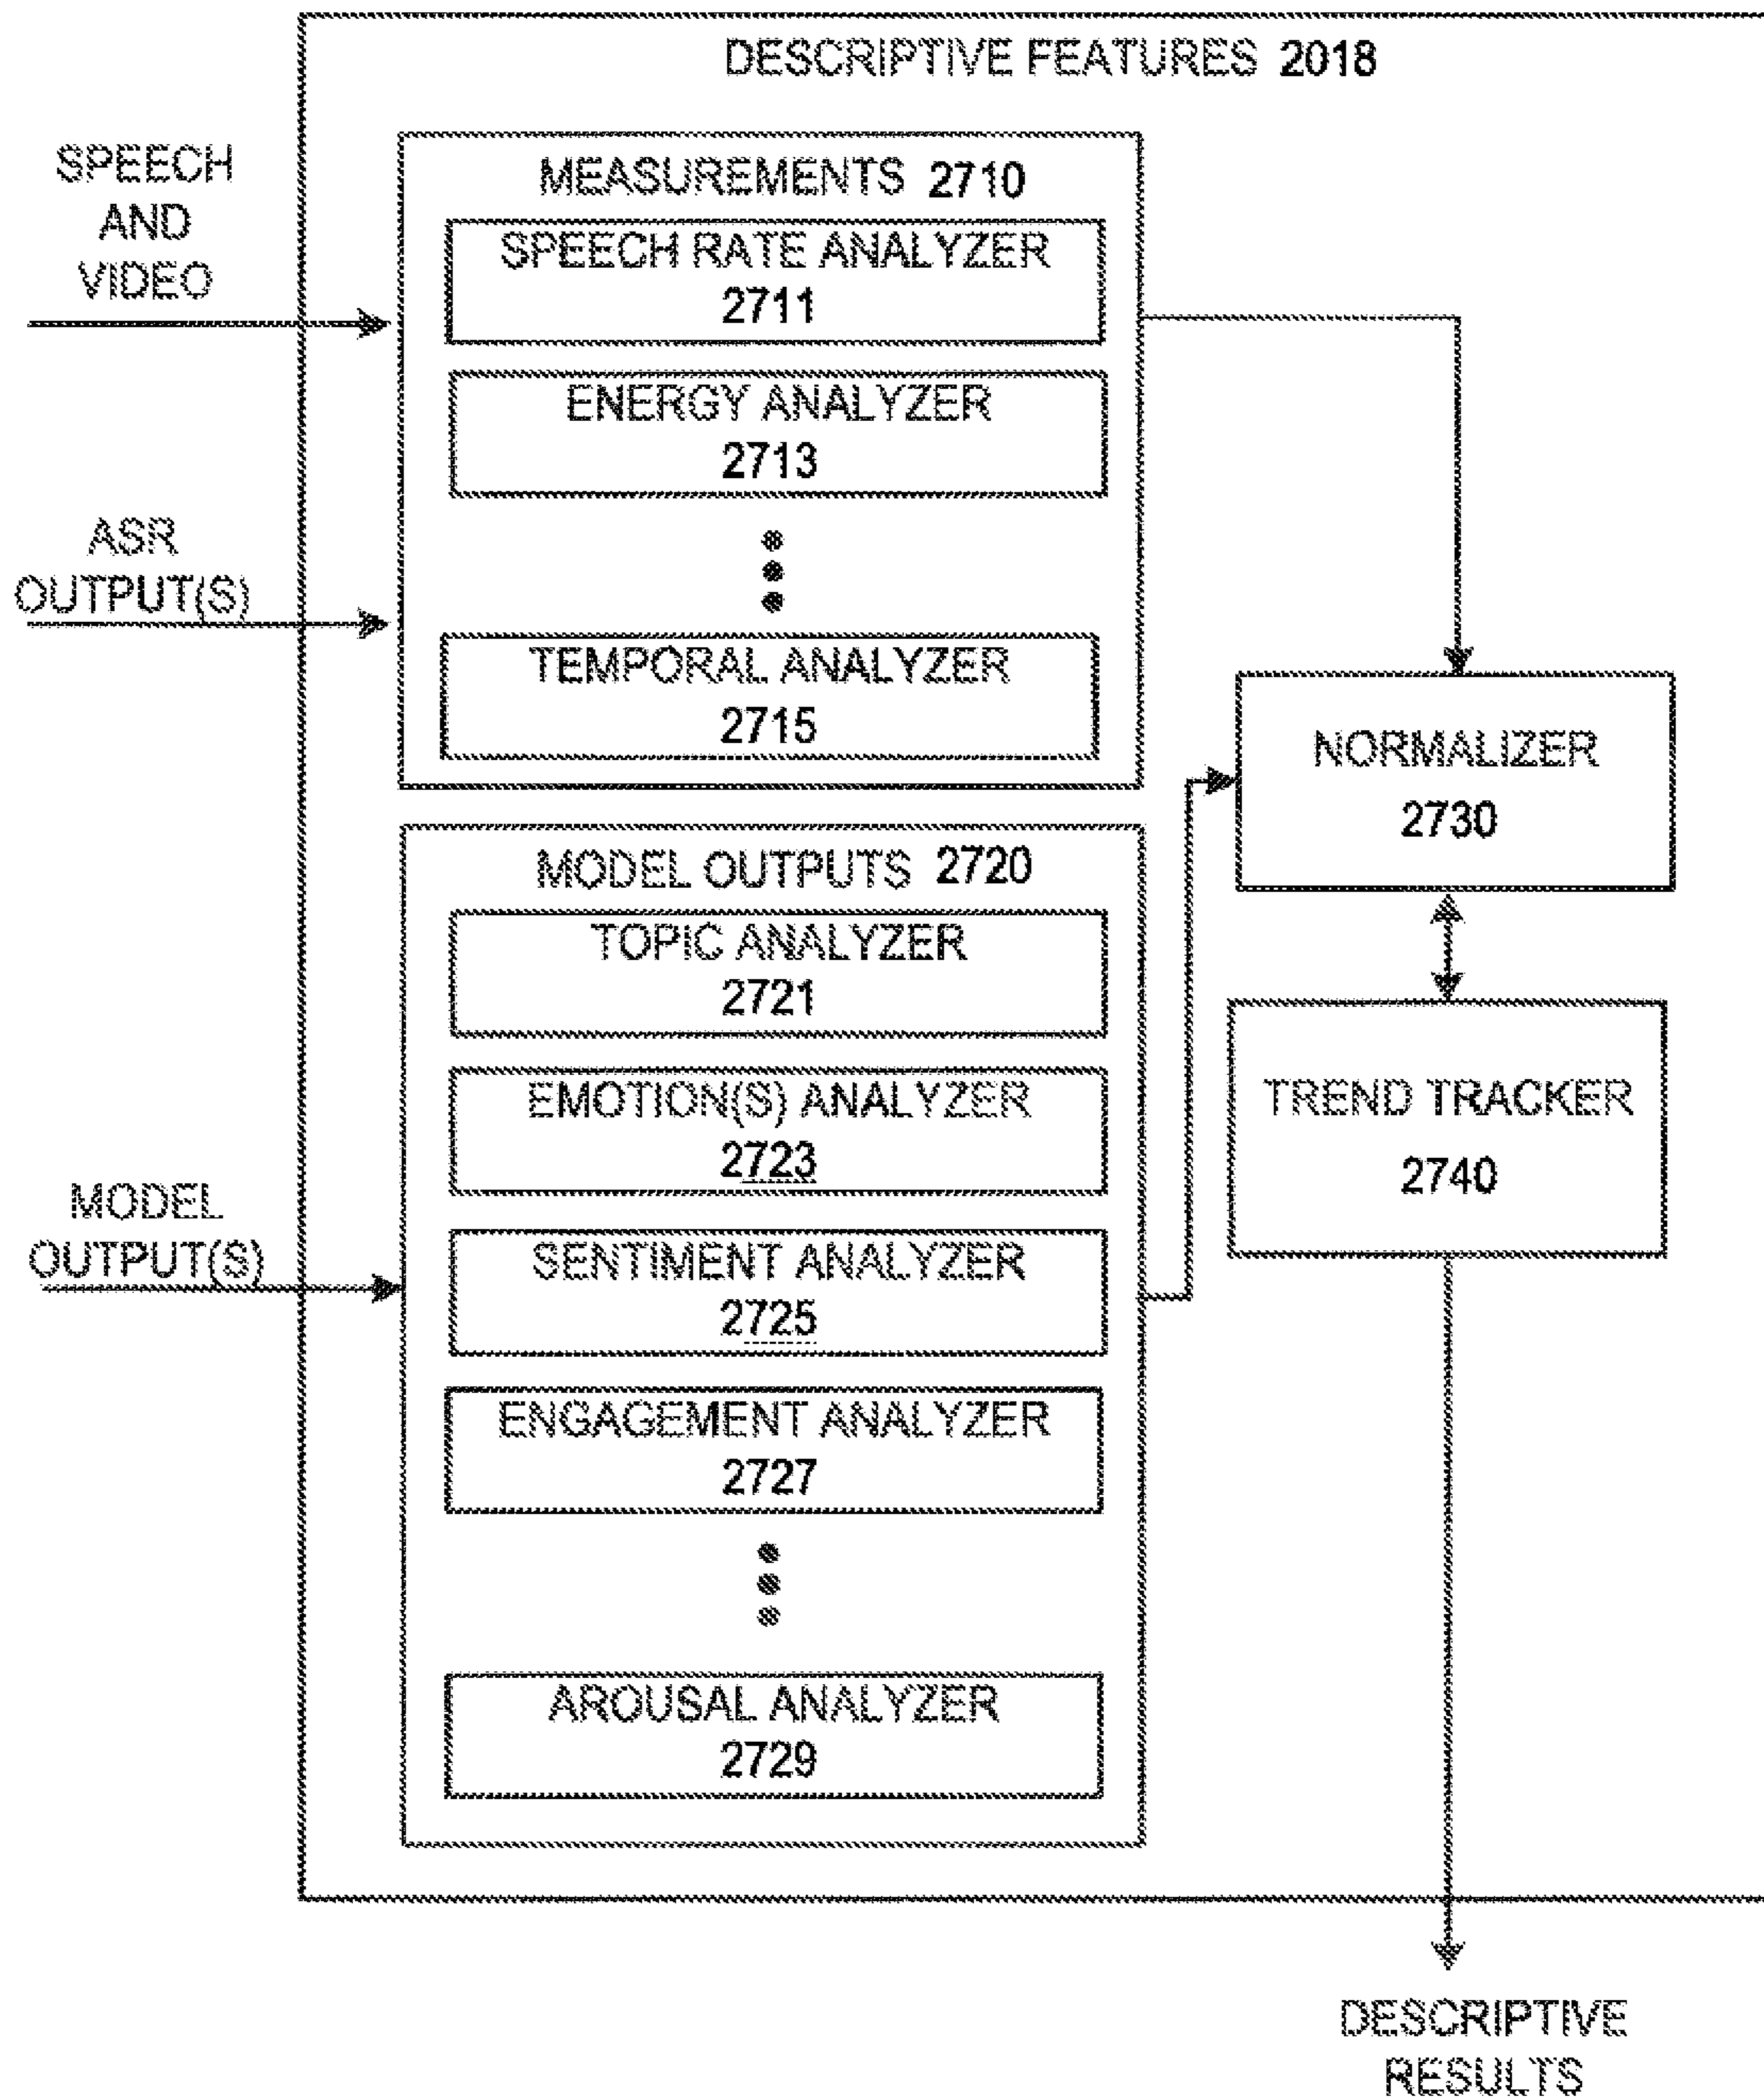 DESCRIPTIVE FEATURES 2018
SPEECH
AND
VIDEO
MEASUREMENTS 2710
SPEECH RATE ANALYZER
2711
ENERGY ANALYZER
2713
ASR
OUTPUT(S)
TEMPORAL ANALYZER
2715
NORMALIZER
2730
MODEL OUTPUTS 2720
TOPIC ANALYZER
2721
EMOTION(S) ANALYZER
2723
TREND TRACKER
2740
MODEL
OUTPUT(S)
SENTIMENT ANALYZER
2725
ENGAGEMENT ANALYZER
2727
AROUSAL ANALYZER
2729
DESCRIPTIVE
RESULTS